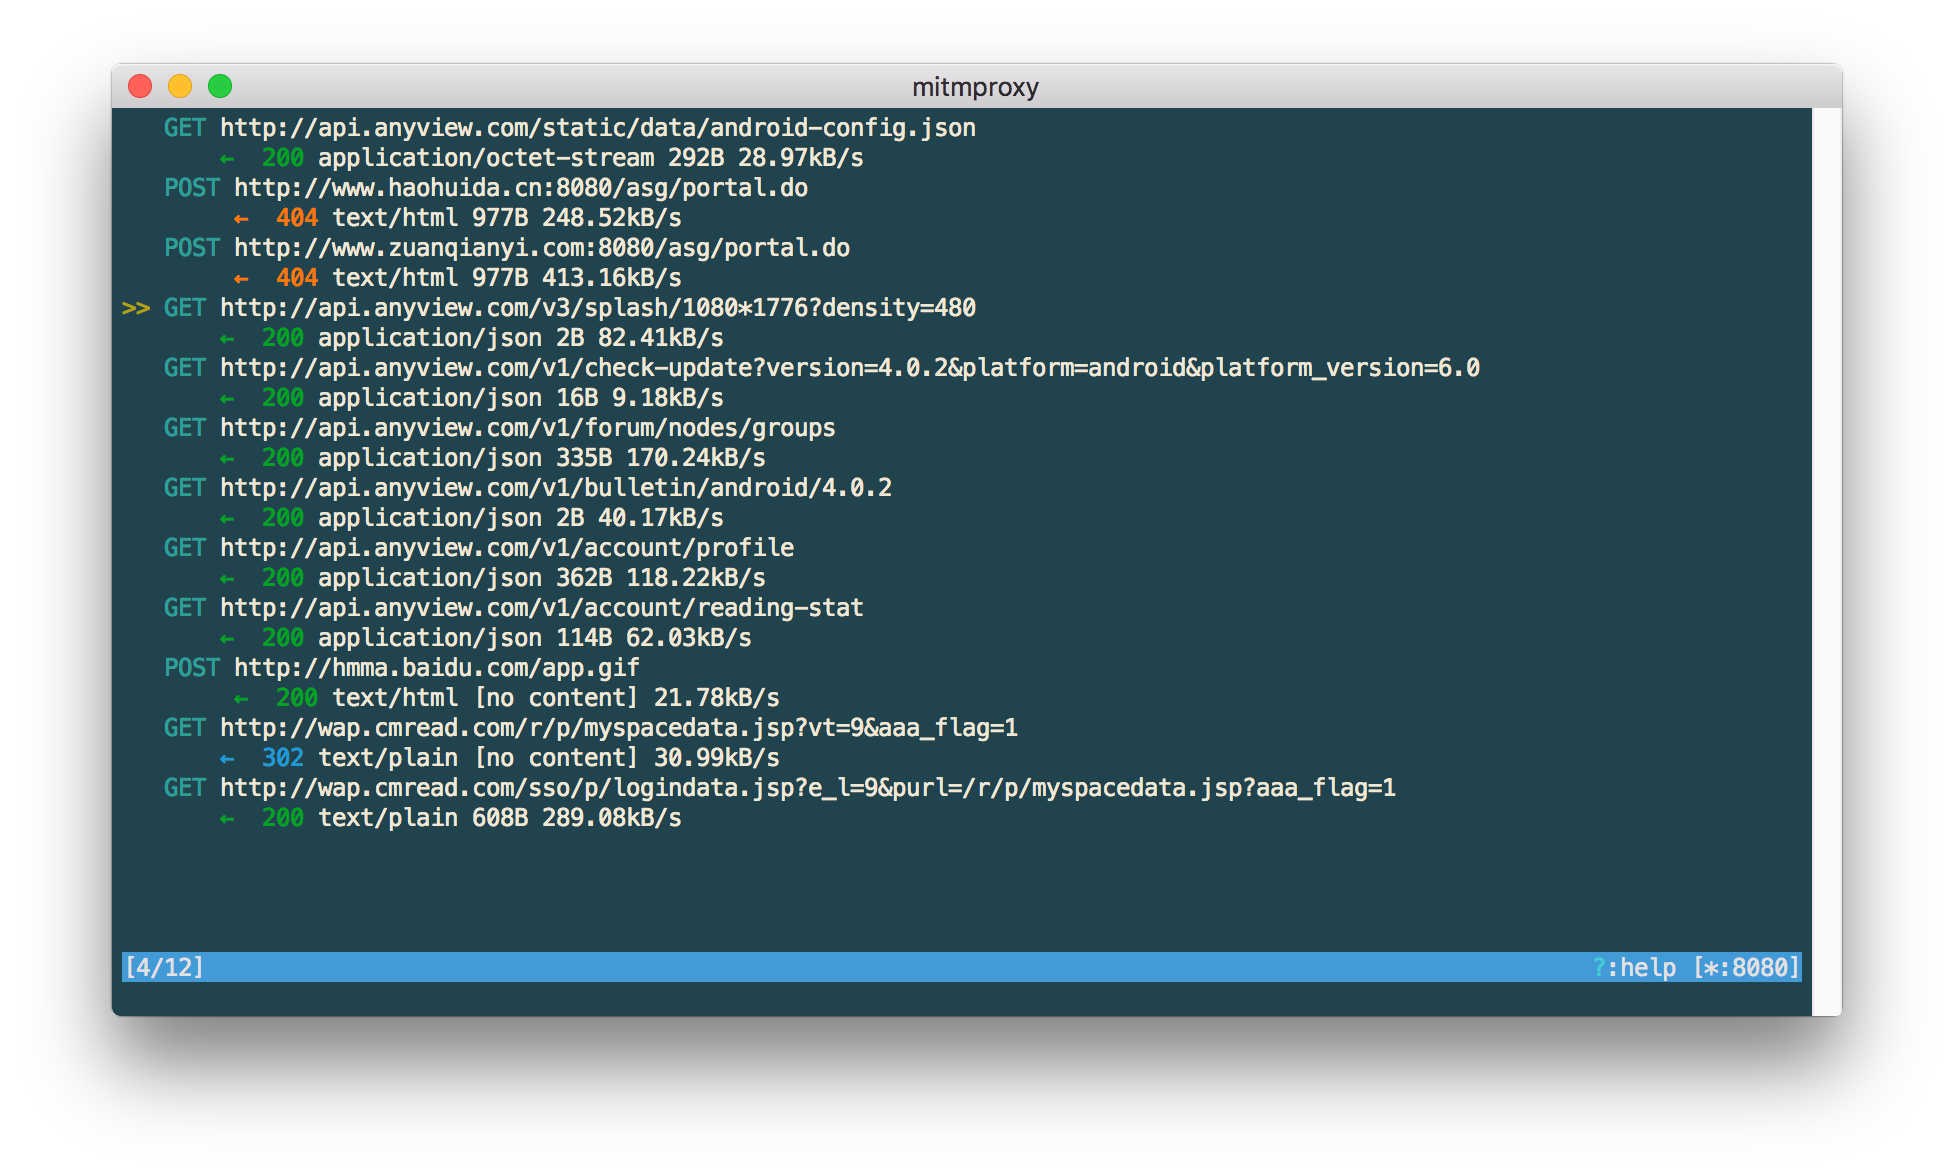 mitmproxy
GET http://api.anyview.com/static/data/android-config.json
← 200 application/octet-stream 292B 28.97kB/s
POST http://www.haohuida.cn:8080/asg/portal.do
← 404 text/html 977B 248.52kB/s
POST http://www.zuanqianyi.com:8080/asg/portal.do
← 404 text/html 977B 413.16kB/s
>> GET http://api.anyview.com/v3/splash/1080*1776?density=480
← 200 application/json 2B 82.41kB/s
GET http://api.anyview.com/v1/check-update?version=4.0.2&platform=android&platform_version=6.0
← 200 application/json 16B 9.18kB/s
GET http://api.anyview.com/v1/forum/nodes/groups
← 200 application/json 335B 170.24kB/s
GET http://api.anyview.com/v1/bulletin/android/4.0.2
← 200 application/json 2B 40.17kB/s
GET http://api.anyview.com/v1/account/profile
← 200 application/json 362B 118.22kB/s
GET http://api.anyview.com/v1/account/reading-stat
← 200 application/json 114B 62.03kB/s
POST http://hmma.baidu.com/app.gif
← 200 text/html [no content] 21.78kB/s
GET http://wap.cmread.com/r/p/myspacedata.jsp?vt=9&aaa_flag=1
← 302 text/plain [no content] 30.99kB/s
GET http://wap.cmread.com/sso/p/logindata.jsp?e_l=9&purl=/r/p/myspacedata.jsp?aaa_flag=1
← 200 text/plain 608B 289.08kB/s
[4/12] ?:help [*:8080]